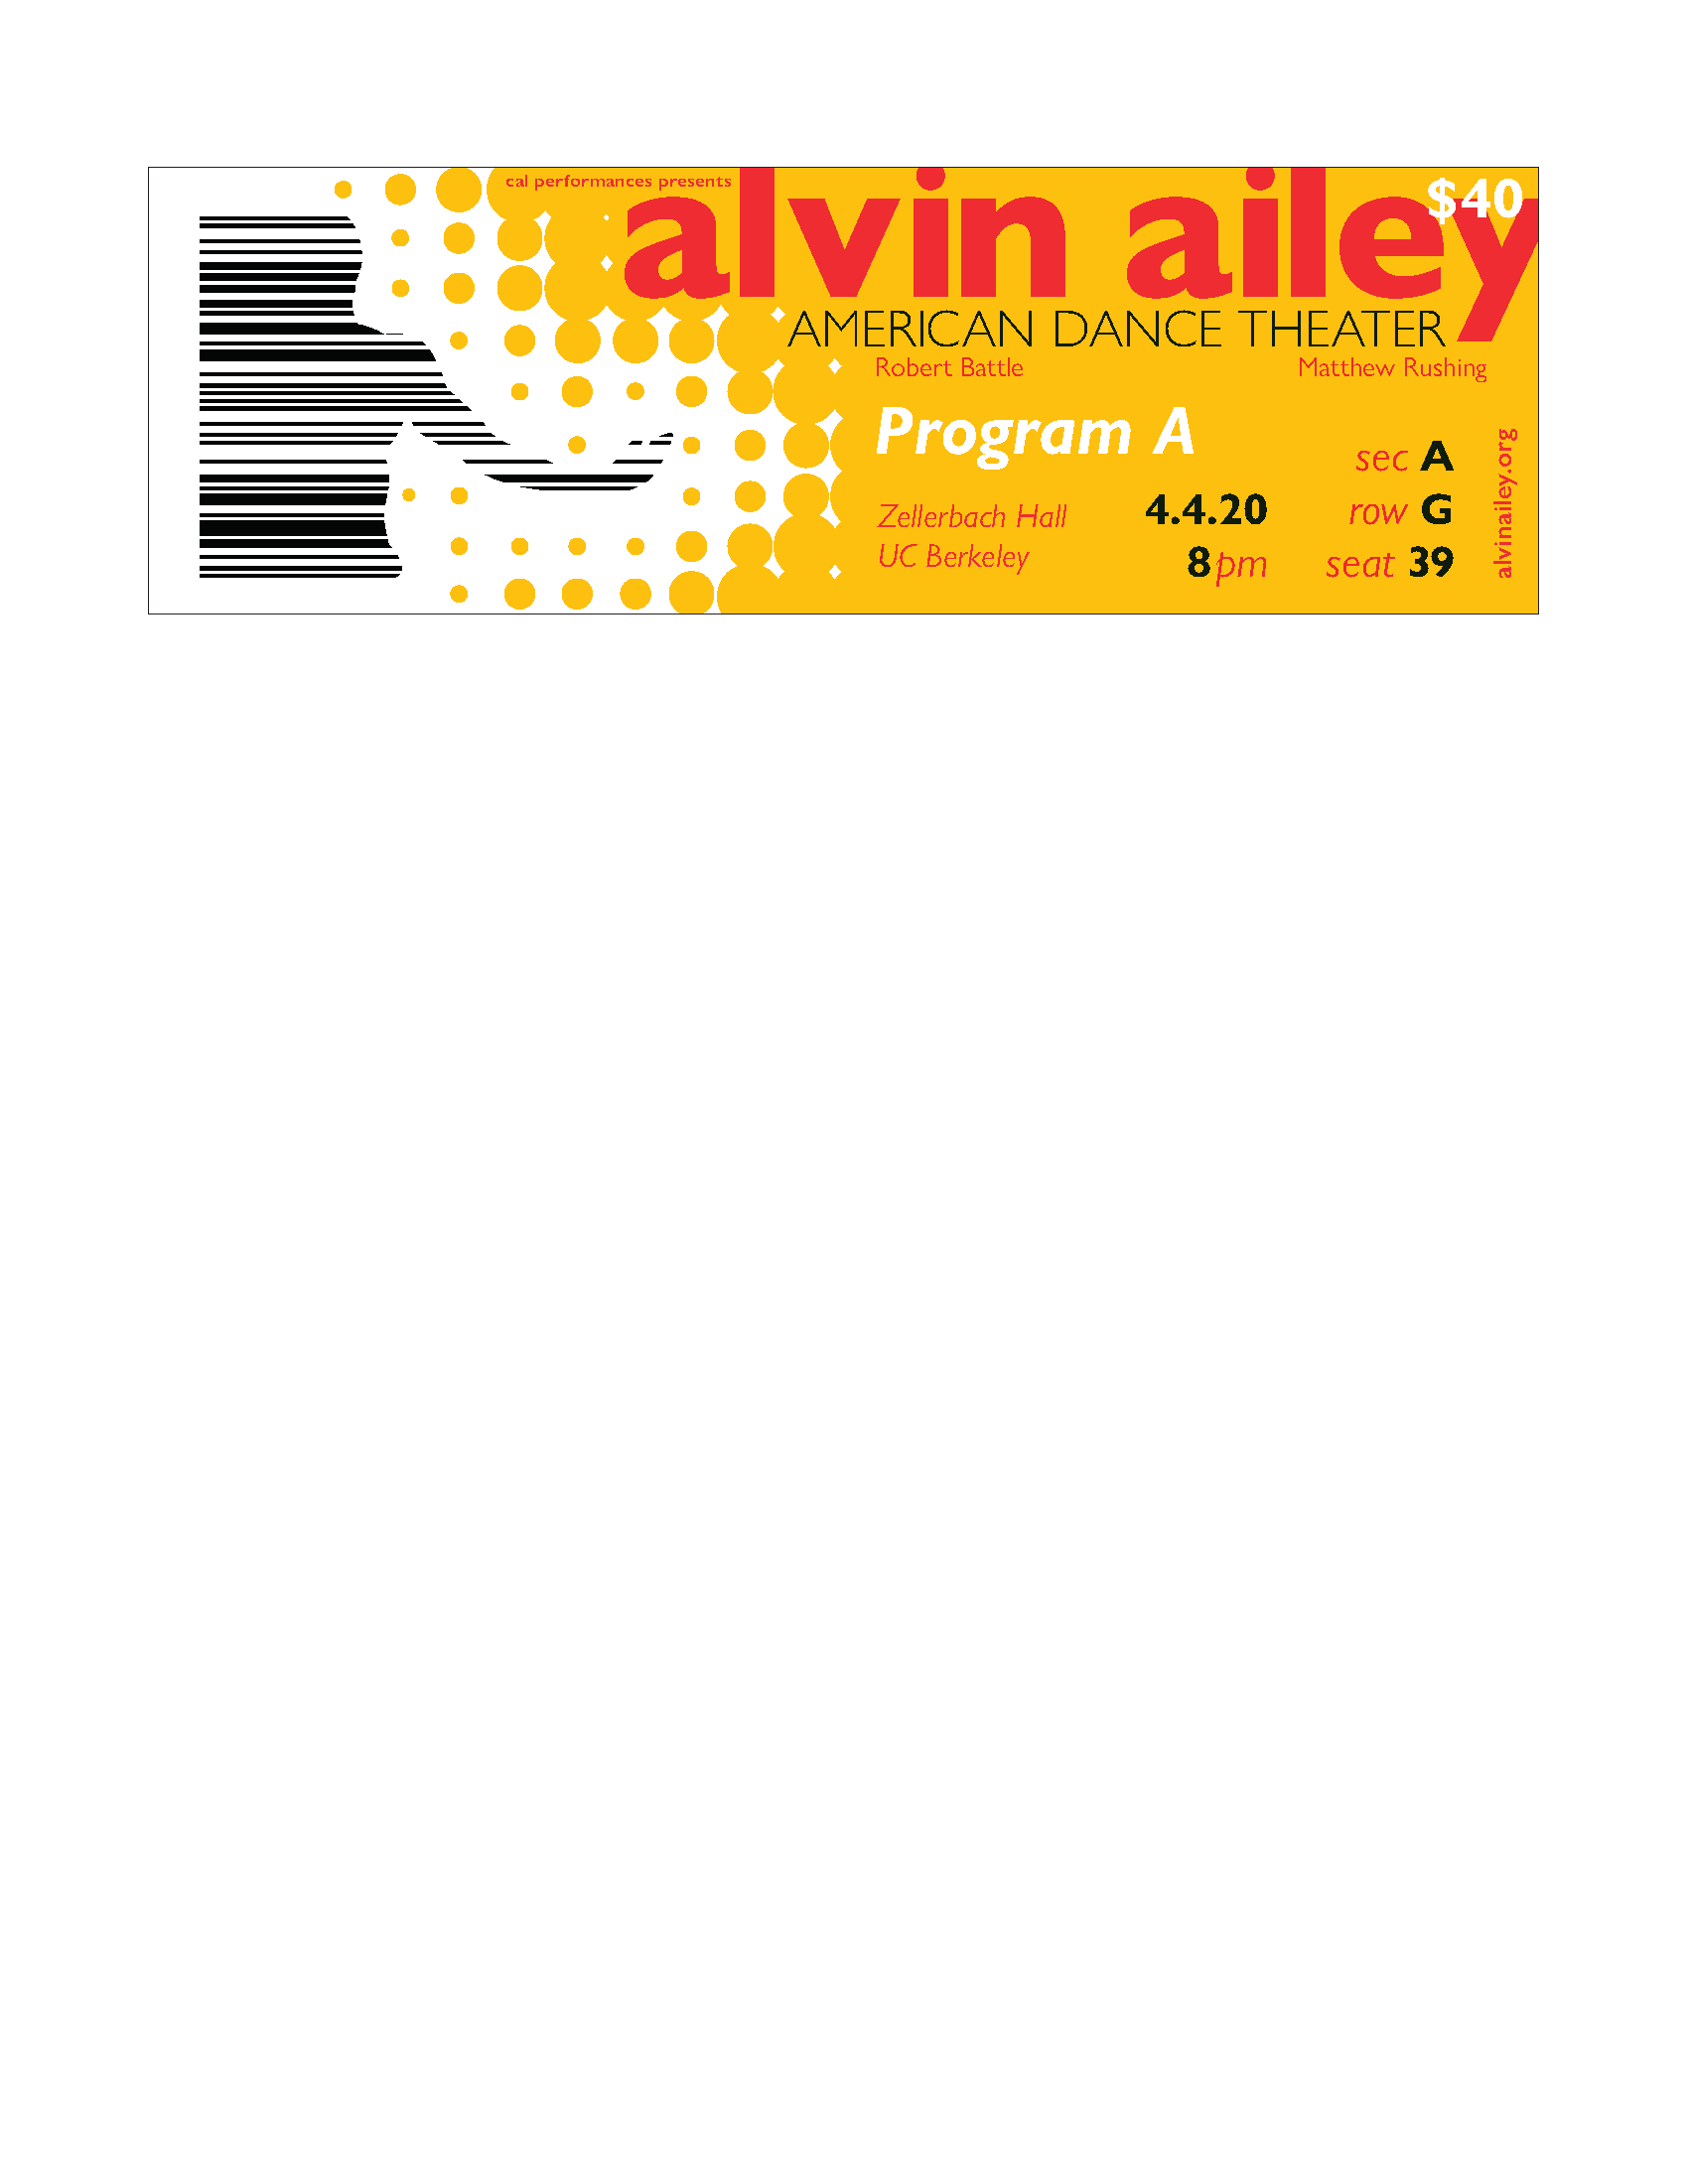 cal performances presents
$40
alvin ailey
AMERICAN DANCE THEATER
Robert Battle
Matthew Rushing
Program A
sec A
Zellerbach Hall
4.4.20
row G
UC Berkeley
8pm
seat 39
alvinailey.org